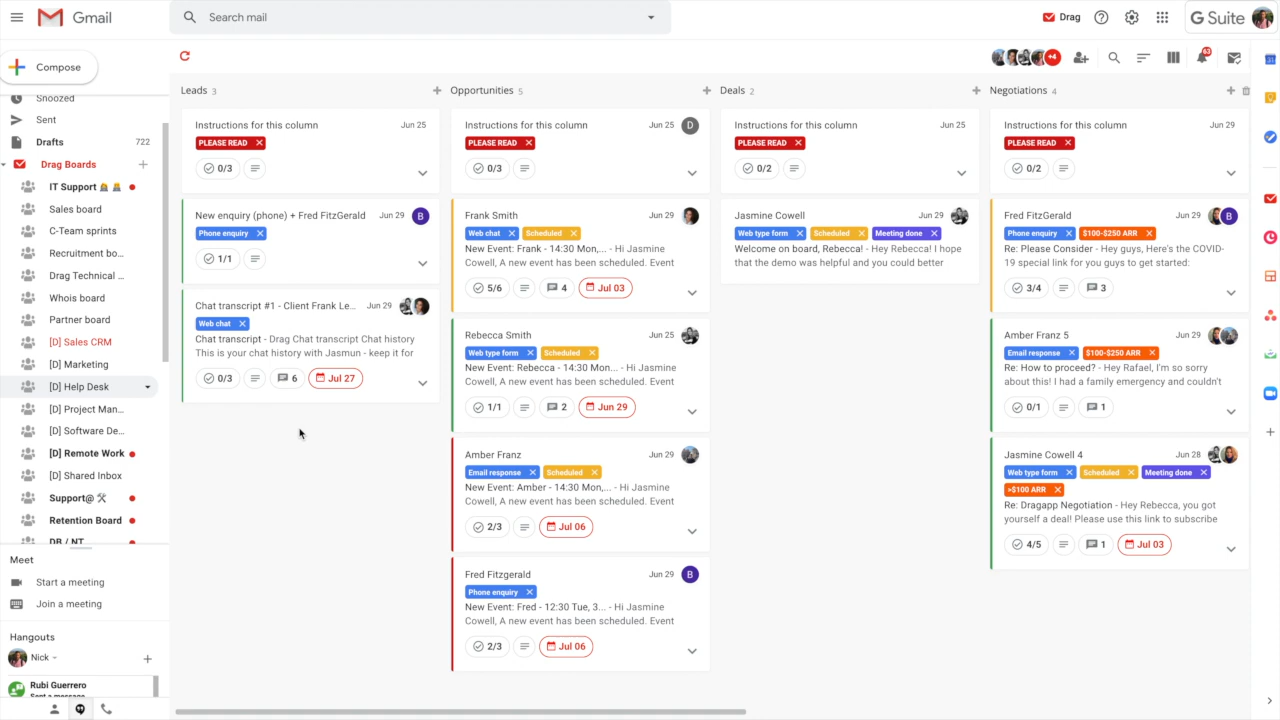 Gmail
Search mail
Drag
G Suite
Compose
Snoozed
Sent
Drafts 722
Drag Boards
IT Support
Sales board
C-Team sprints
Recruitment bo...
Drag Technical ...
Whois board
Partner board
[D] Sales CRM
[D] Marketing
[D] Help Desk
[D] Project Man...
[D] Software De...
[D] Remote Work
[D] Shared Inbox
Support@
Retention Board
DB / NT
Meet
Start a meeting
Join a meeting
Hangouts
Nick
Rubi Guerrero
Sent a message
+4
63
Leads 3
Instructions for this column Jun 25
PLEASE READ
0/3
New enquiry (phone) + Fred FitzGerald Jun 29 B
Phone enquiry
1/1
Chat transcript #1 - Client Frank Le... Jun 29
Web chat
Chat transcript - Drag Chat transcript Chat history
This is your chat history with Jasmun - keep it for
0/3 6 Jul 27
Opportunities 5
Instructions for this column Jun 25 D
PLEASE READ
0/3
Frank Smith Jun 29
Web chat Scheduled
New Event: Frank - 14:30 Mon,... - Hi Jasmine
Cowell, A new event has been scheduled. Event
5/6 4 Jul 03
Rebecca Smith Jun 25
Web type form Scheduled
New Event: Rebecca - 14:30 Mon... - Hi Jasmine
Cowell, A new event has been scheduled. Event
1/1 2 Jun 29
Amber Franz Jun 29
Email response Scheduled
New Event: Amber - 14:30 Mon,... - Hi Jasmine
Cowell, A new event has been scheduled. Event
2/3 Jul 06
Fred Fitzgerald Jun 29 B
Phone enquiry
New Event: Fred - 12:30 Tue, 3... - Hi Jasmine
Cowell, A new event has been scheduled. Event
2/3 Jul 06
Deals 2
Instructions for this column Jun 25
PLEASE READ
0/2
Jasmine Cowell Jun 29
Web type form Scheduled Meeting done
Welcome on board, Rebecca! - Hey Rebecca! I hope
that the demo was helpful and you could better
Negotiations 4
Instructions for this column Jun 29
PLEASE READ
0/2
Fred FitzGerald Jun 29 B
Phone enquiry $100-$250 ARR
Re: Please Consider - Hey guys, Here's the COVID-
19 special link for you guys to get started:
3/4 3
Amber Franz 5 Jun 29
Email response $100-$250 ARR
Re: How to proceed? - Hey Rafael, I'm so sorry
about this! I had a family emergency and couldn't
0/1 1
Jasmine Cowell 4 Jun 28
Web type form Scheduled Meeting done
>$100 ARR
Re: Dragapp Negotiation - Hey Rebecca, you got
yourself a deal! Please use this link to subscribe
4/5 1 Jul 03